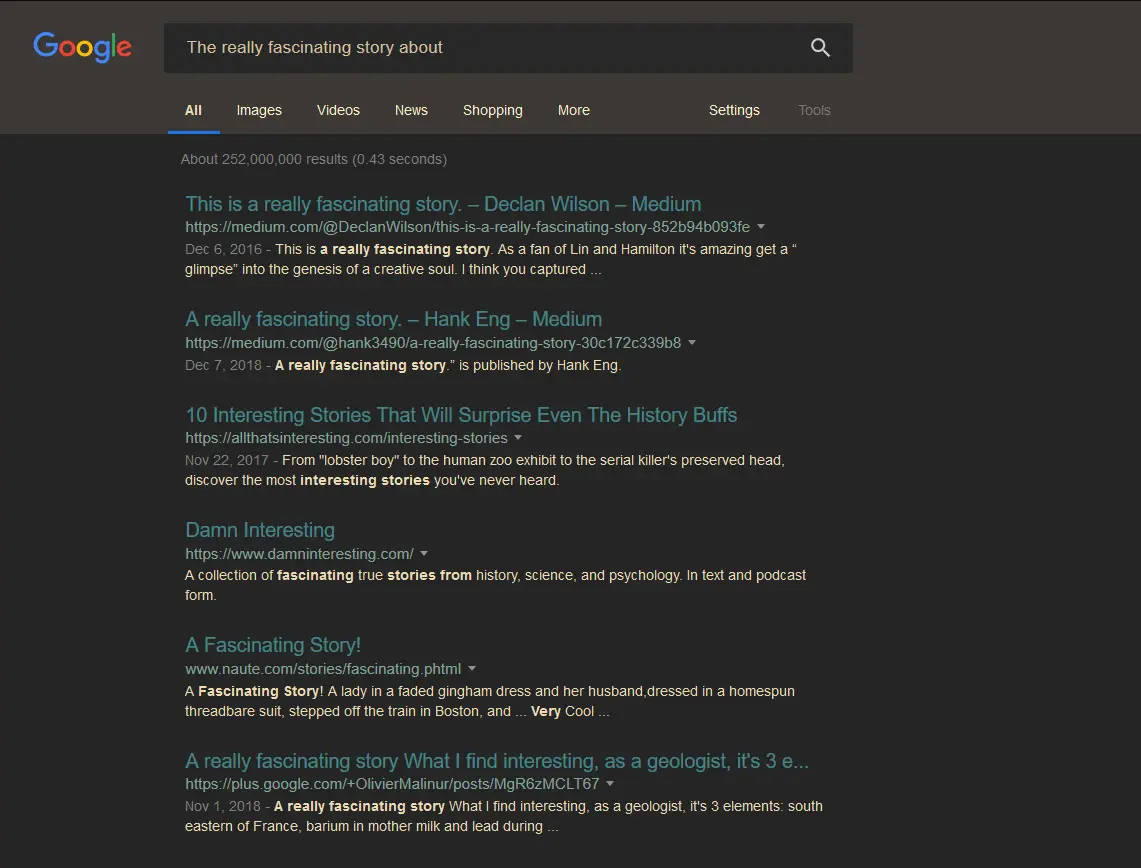 Google
The really fascinating story about
All Images Videos News Shopping More Settings Tools
About 252,000,000 results (0.43 seconds)
This is a really fascinating story. – Declan Wilson – Medium
https://medium.com/@DeclanWilson/this-is-a-really-fascinating-story-852b94b093fe
Dec 6, 2016 - This is a really fascinating story. As a fan of Lin and Hamilton it's amazing get a “
glimpse” into the genesis of a creative soul. I think you captured ...
A really fascinating story. – Hank Eng – Medium
https://medium.com/@hank3490/a-really-fascinating-story-30c172c339b8
Dec 7, 2018 - A really fascinating story.” is published by Hank Eng.
10 Interesting Stories That Will Surprise Even The History Buffs
https://allthatsinteresting.com/interesting-stories
Nov 22, 2017 - From "lobster boy" to the human zoo exhibit to the serial killer's preserved head,
discover the most interesting stories you've never heard.
Damn Interesting
https://www.damninteresting.com/
A collection of fascinating true stories from history, science, and psychology. In text and podcast
form.
A Fascinating Story!
www.naute.com/stories/fascinating.phtml
A Fascinating Story! A lady in a faded gingham dress and her husband,dressed in a homespun
threadbare suit, stepped off the train in Boston, and ... Very Cool ...
A really fascinating story What I find interesting, as a geologist, it's 3 e...
https://plus.google.com/+OlivierMalinur/posts/MgR6zMCLT67
Nov 1, 2018 - A really fascinating story What I find interesting, as a geologist, it's 3 elements: south
eastern of France, barium in mother milk and lead during ...